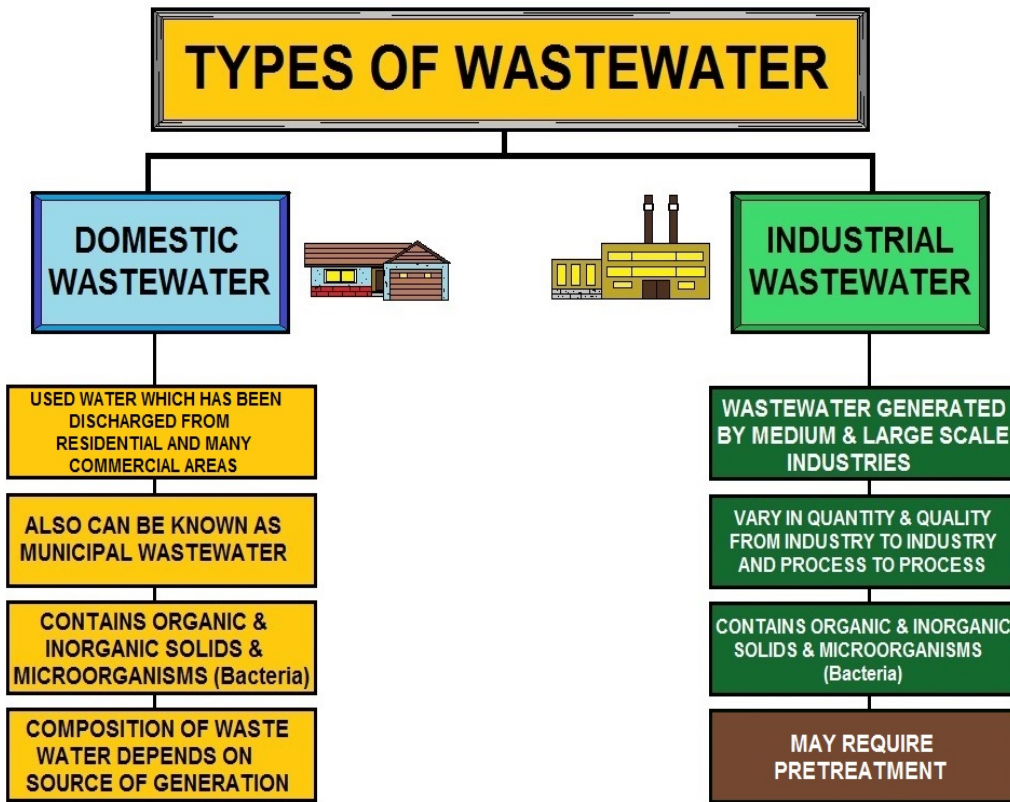 TYPES OF WASTEWATER
DOMESTIC
WASTEWATER
USED WATER WHICH HAS BEEN
DISCHARGED FROM
RESIDENTIAL AND MANY
COMMERCIAL AREAS
ALSO CAN BE KNOWN AS
MUNICIPAL WASTEWATER
CONTAINS ORGANIC &
INORGANIC SOLIDS &
MICROORGANISMS (Bacteria)
COMPOSITION OF WASTE
WATER DEPENDS ON
SOURCE OF GENERATION
INDUSTRIAL
WASTEWATER
WASTEWATER GENERATED
BY MEDIUM & LARGE SCALE
INDUSTRIES
VARY IN QUANTITY & QUALITY
FROM INDUSTRY TO INDUSTRY
AND PROCESS TO PROCESS
CONTAINS ORGANIC & INORGANIC
SOLIDS & MICROORGANISMS
(Bacteria)
MAY REQUIRE
PRETREATMENT